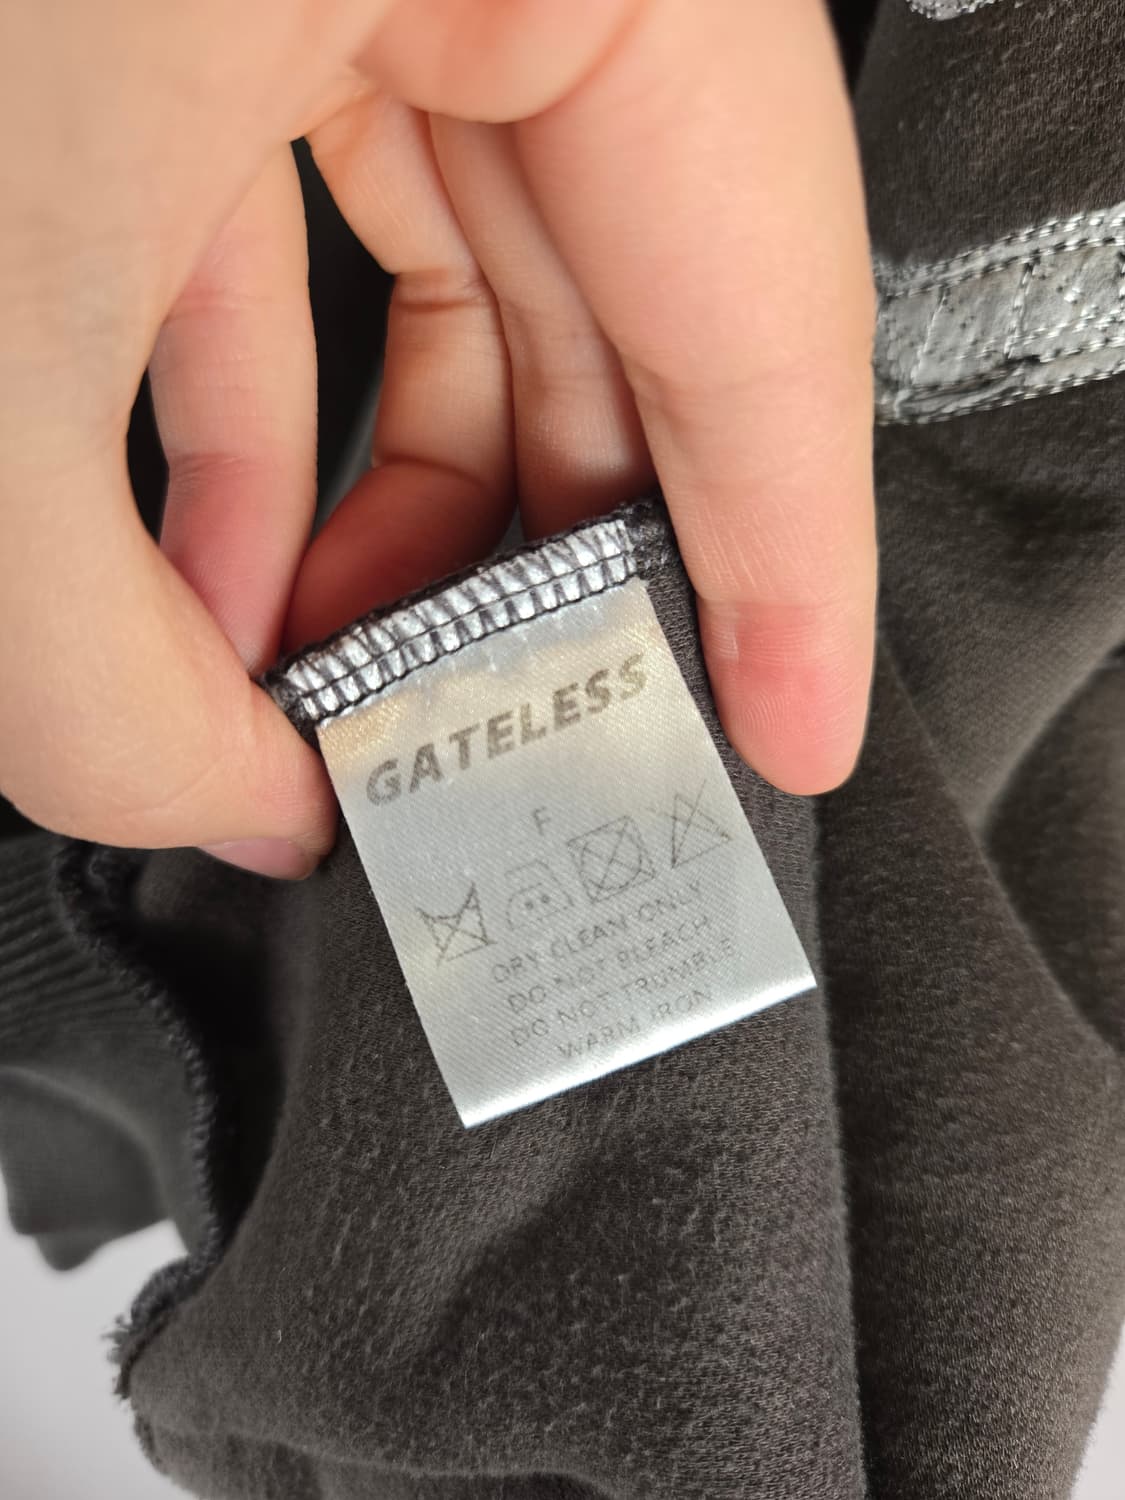 GATELESS
F
DRY CLEAN ONLY
DO NOT BLEACH
DO NOT TRUMBLE
WARM IRON